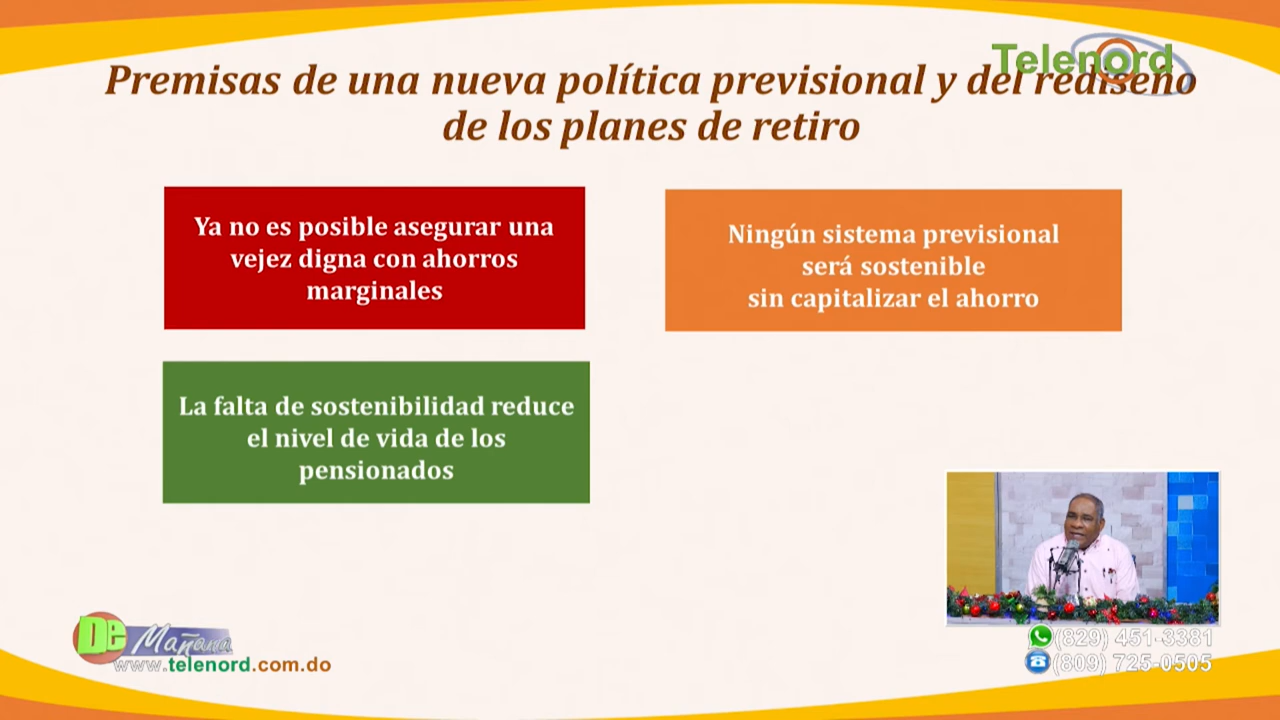 Telenord
Premisas de una nueva política previsional y del rediseño
de los planes de retiro
Ya no es posible asegurar una
vejez digna con ahorros
marginales
Ningún sistema previsional
será sostenible
sin capitalizar el ahorro
La falta de sostenibilidad reduce
el nivel de vida de los
pensionados
De Mañana
www.telenord.com.do
(829) 451-3381
(809) 725-0505